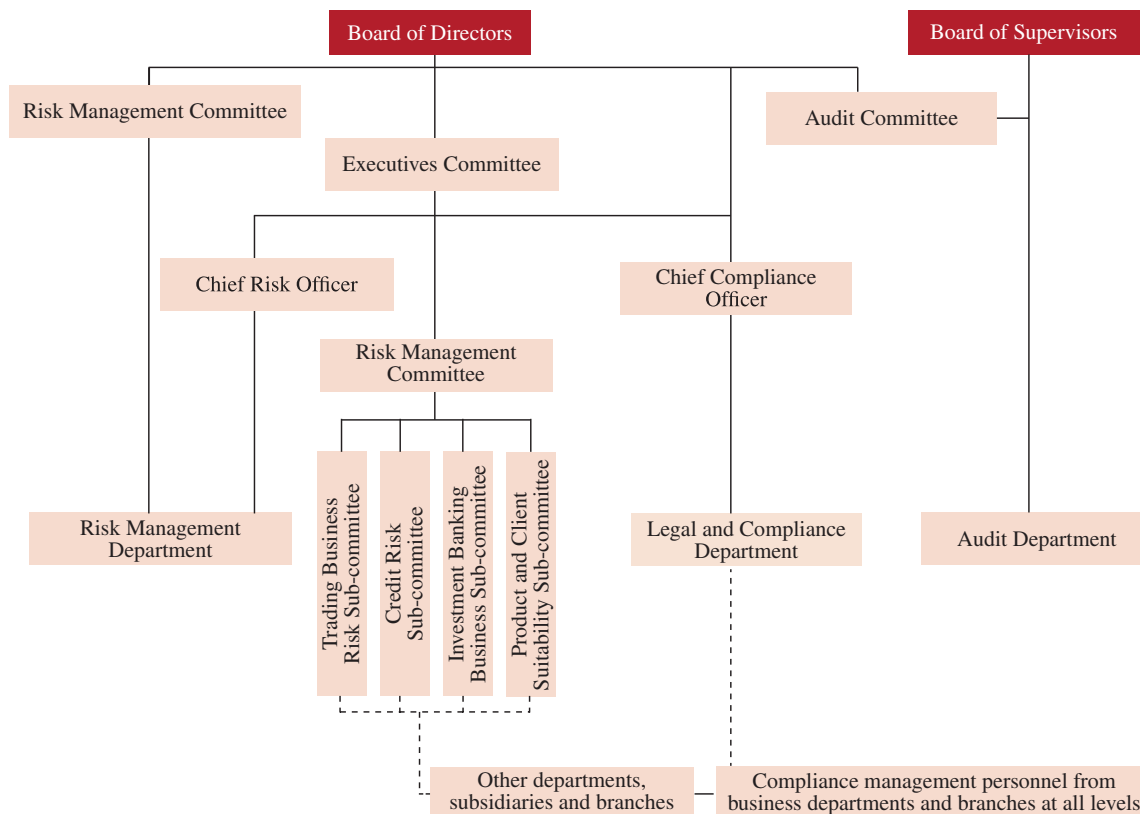 Board of Directors
Board of Supervisors
Risk Management Committee
Audit Committee
Executives Committee
Chief Risk Officer
Chief Compliance
Officer
Risk Management
Committee
Trading Business
Risk Sub-committee
Credit Risk
Sub-committee
Investment Banking
Business Sub-committee
Product and Client
Suitability Sub-committee
Risk Management
Department
Legal and Compliance
Department
Audit Department
Other departments,
subsidiaries and branches
Compliance management personnel from
business departments and branches at all levels